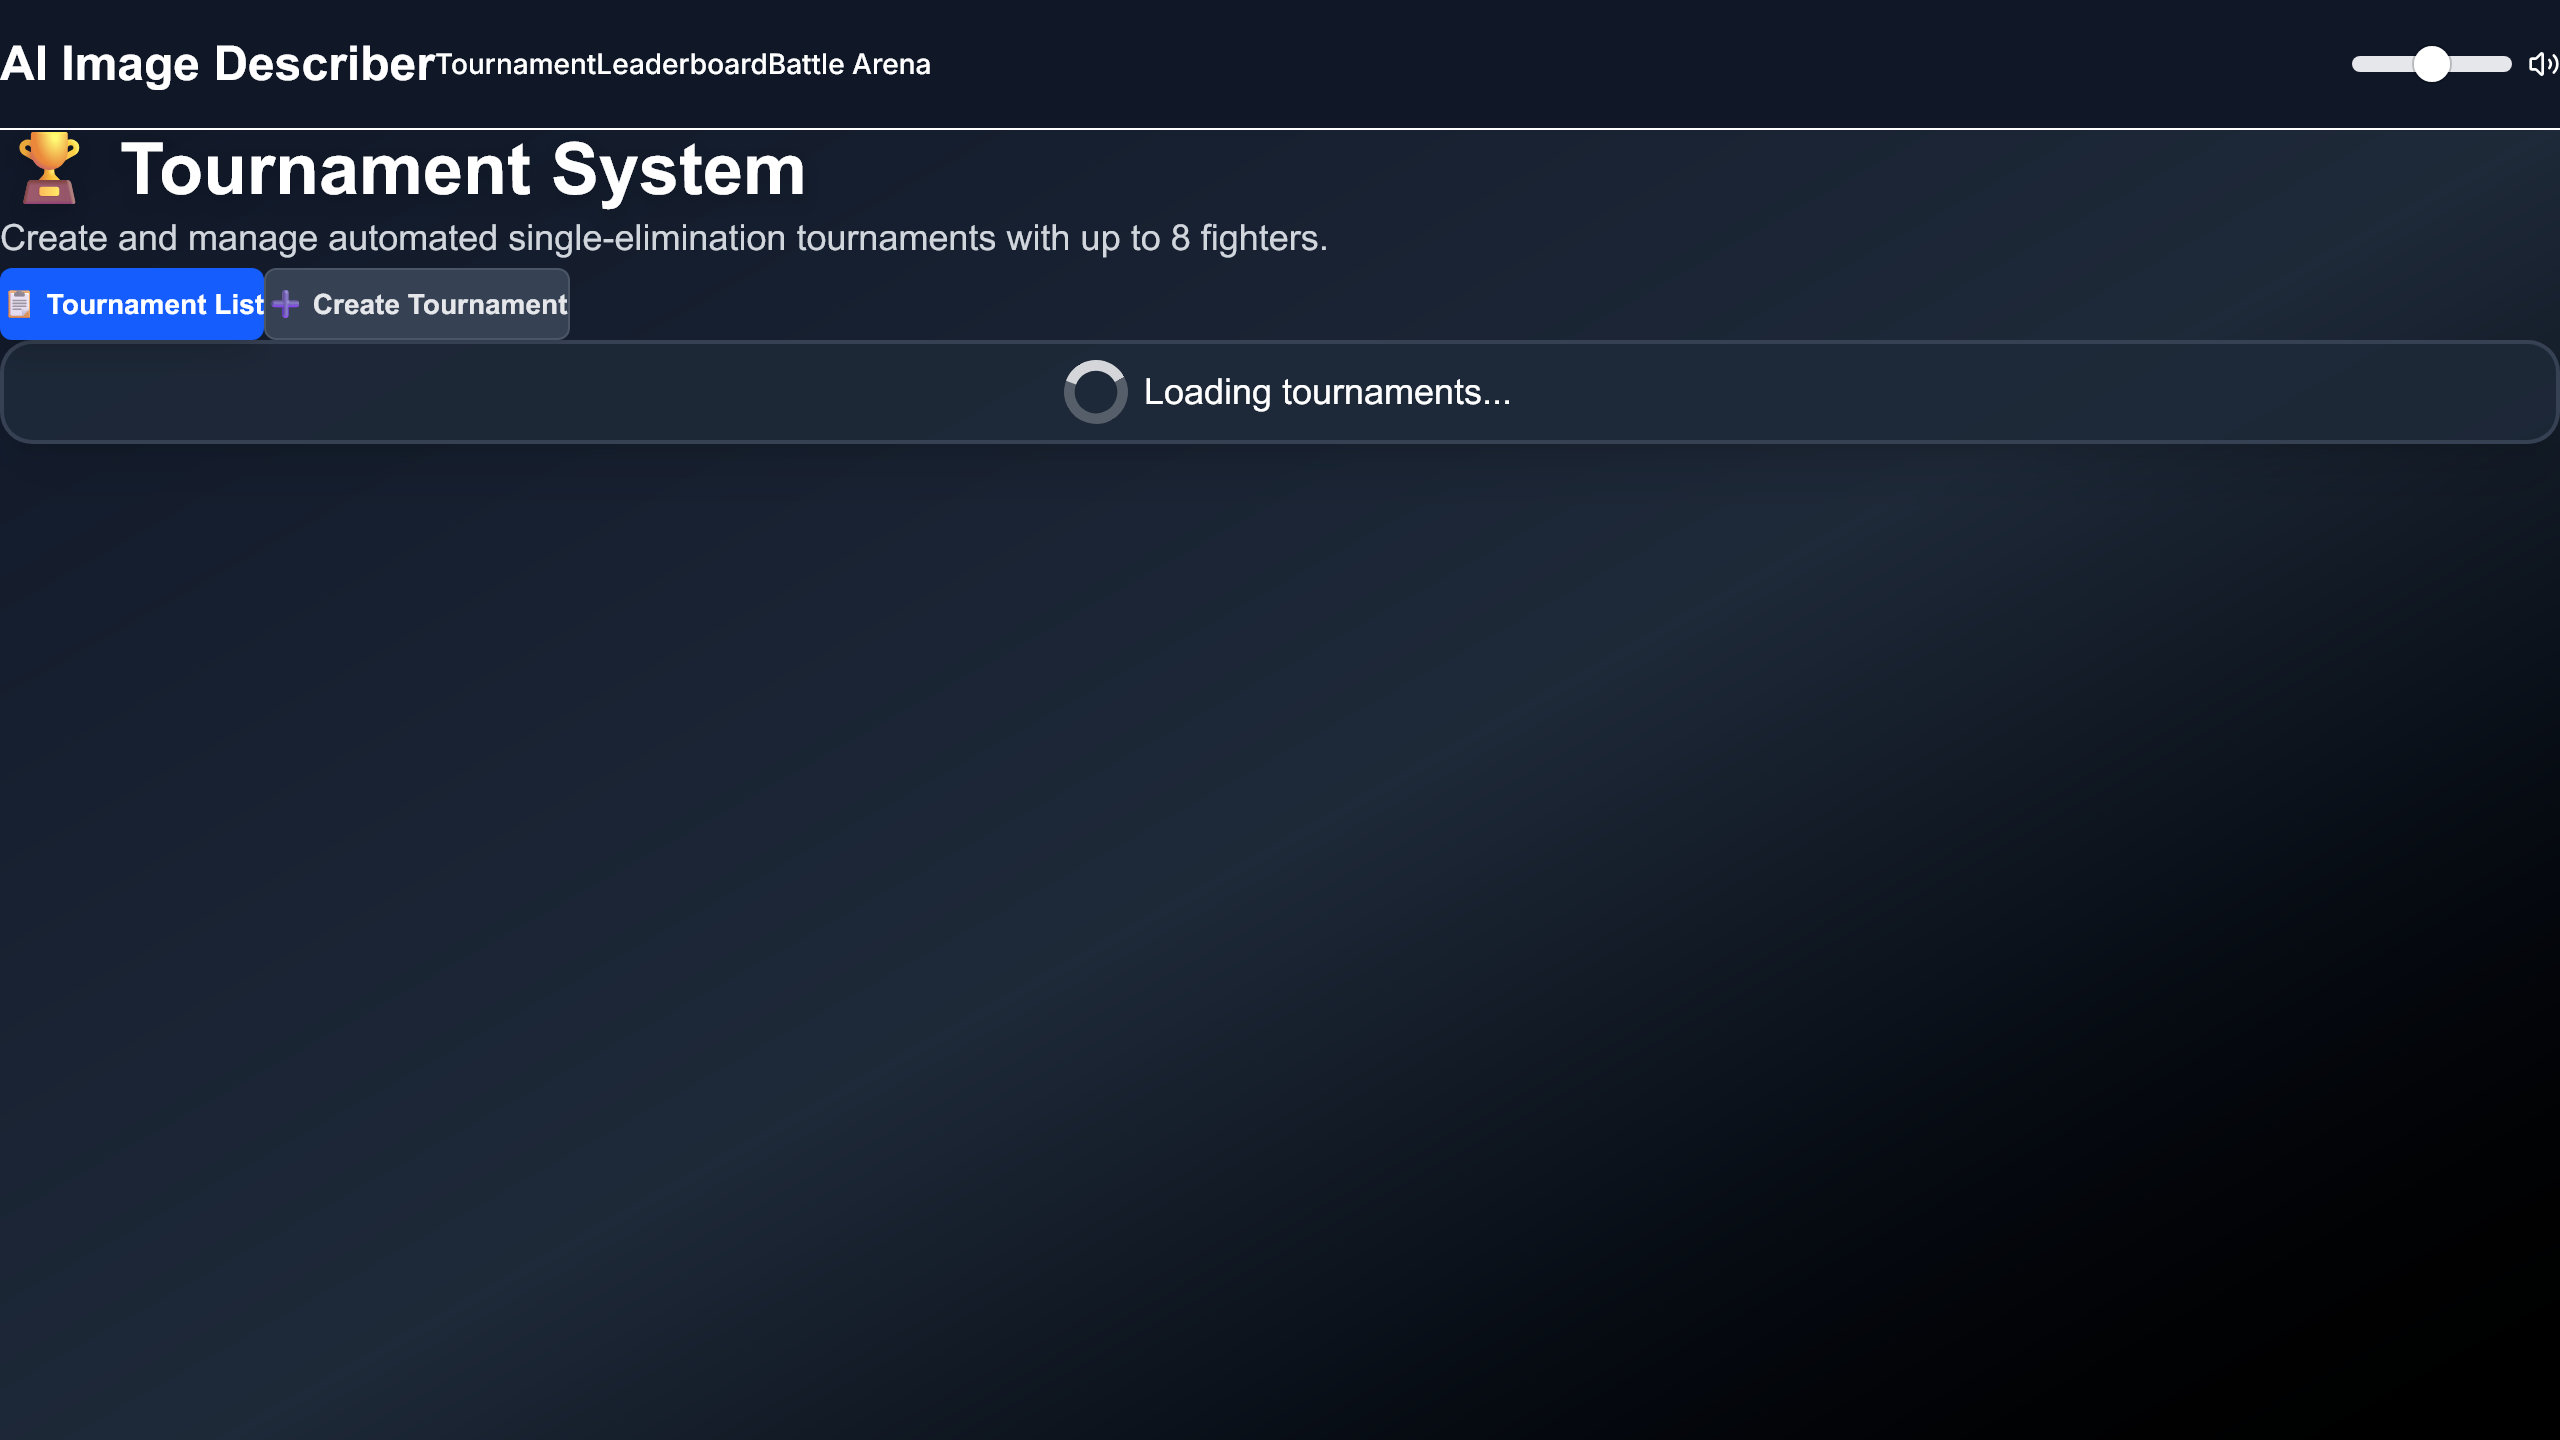 AI Image Describer Tournament Leaderboard Battle Arena
🏆 Tournament System
Create and manage automated single-elimination tournaments with up to 8 fighters.
📋 Tournament List ➕ Create Tournament
Loading tournaments...